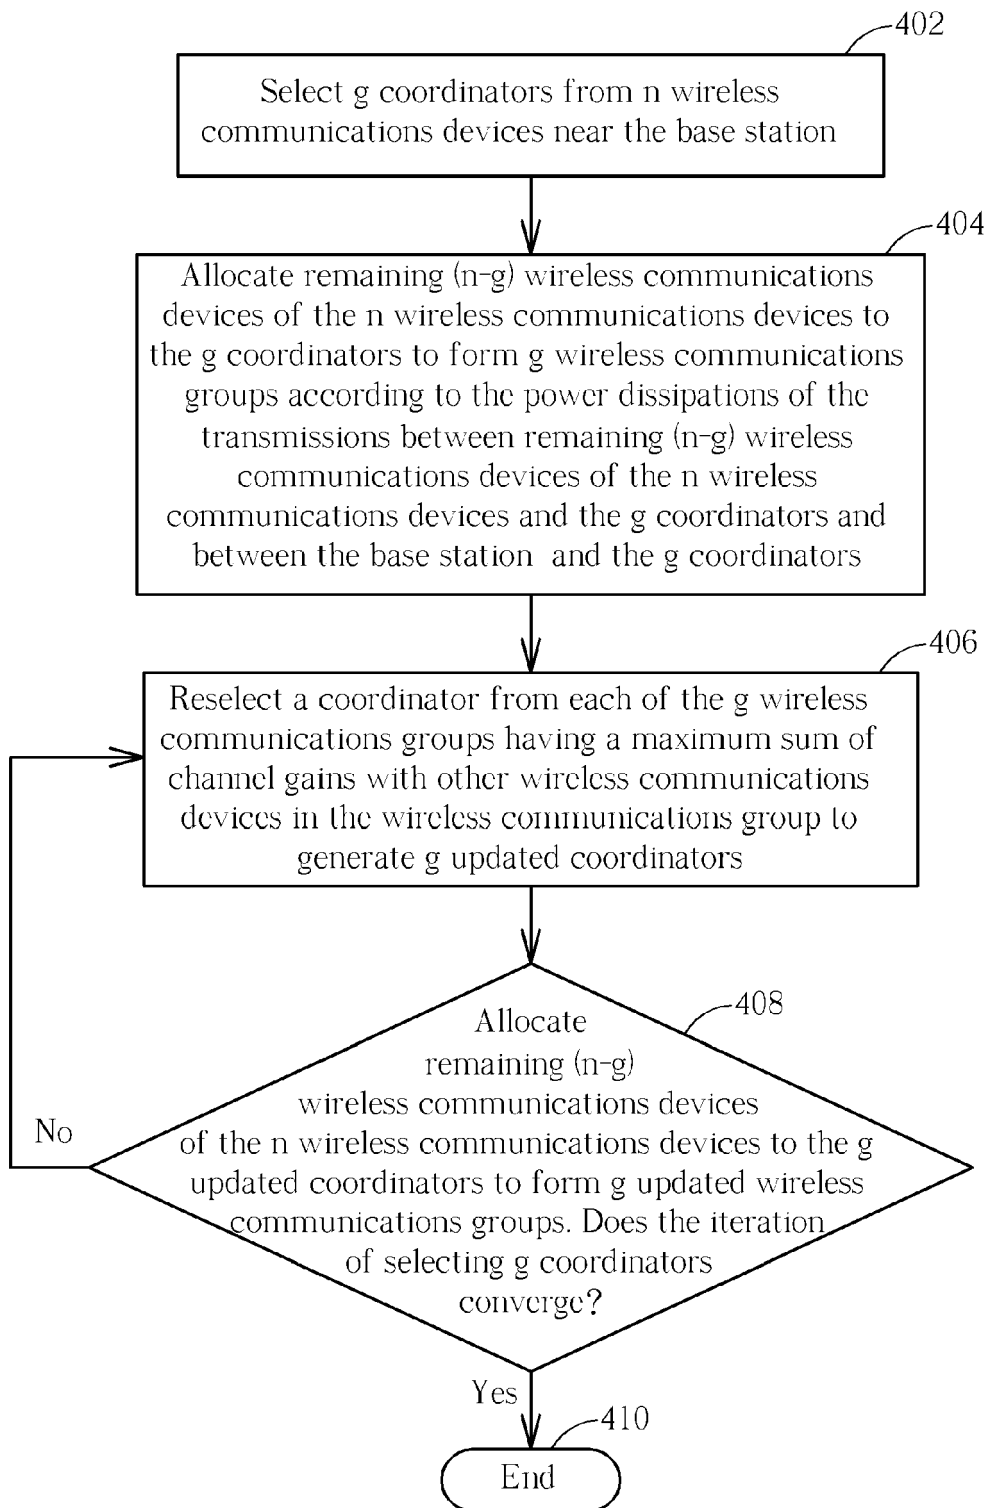 402
Select g coordinators from n wireless
communications devices near the base station
404
Allocate remaining (n-g) wireless communications
devices of the n wireless communications devices to
the g coordinators to form g wireless communications
groups according to the power dissipations of the
transmissions between remaining (n-g) wireless
communications devices of the n wireless
communications devices and the g coordinators and
between the base station and the g coordinators
406
Reselect a coordinator from each of the g wireless
communications groups having a maximum sum of
channel gains with other wireless communications
devices in the wireless communications group to
generate g updated coordinators
408
Allocate
remaining (n-g)
wireless communications devices
of the n wireless communications devices to the g
updated coordinators to form g updated wireless
communications groups. Does the iteration
of selecting g coordinators
converge?
No
Yes
410
End